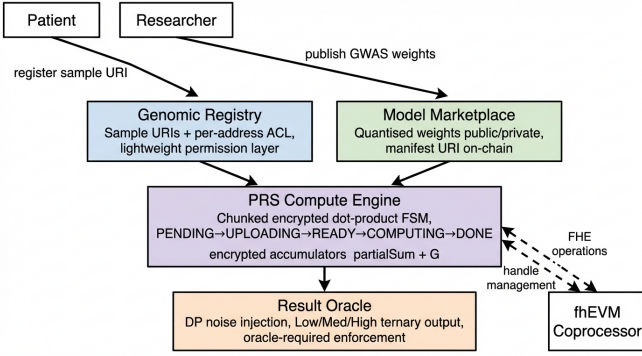 Patient
Researcher
register sample URI
publish GWAS weights
Genomic Registry
Sample URIs + per-address ACL,
lightweight permission layer
Model Marketplace
Quantised weights public/private,
manifest URI on-chain
PRS Compute Engine
Chunked encrypted dot-product FSM,
PENDING→UPLOADING→READY→COMPUTING→DONE
encrypted accumulators partialSum + G
FHE
operations
handle
management
Result Oracle
DP noise injection, Low/Med/High ternary output,
oracle-required enforcement
fhEVM
Coprocessor